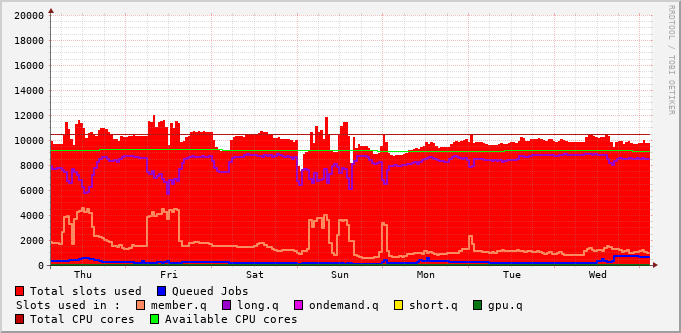 20000
18000
16000
14000
12000
10000
8000
6000
4000
2000
0
Thu Fri Sat Sun Mon Tue Wed
Total slots used Queued Jobs
Slots used in : member.q long.q ondemand.q short.q gpu.q
Total CPU cores Available CPU cores
RRDTOOL / TOBI OETIKER